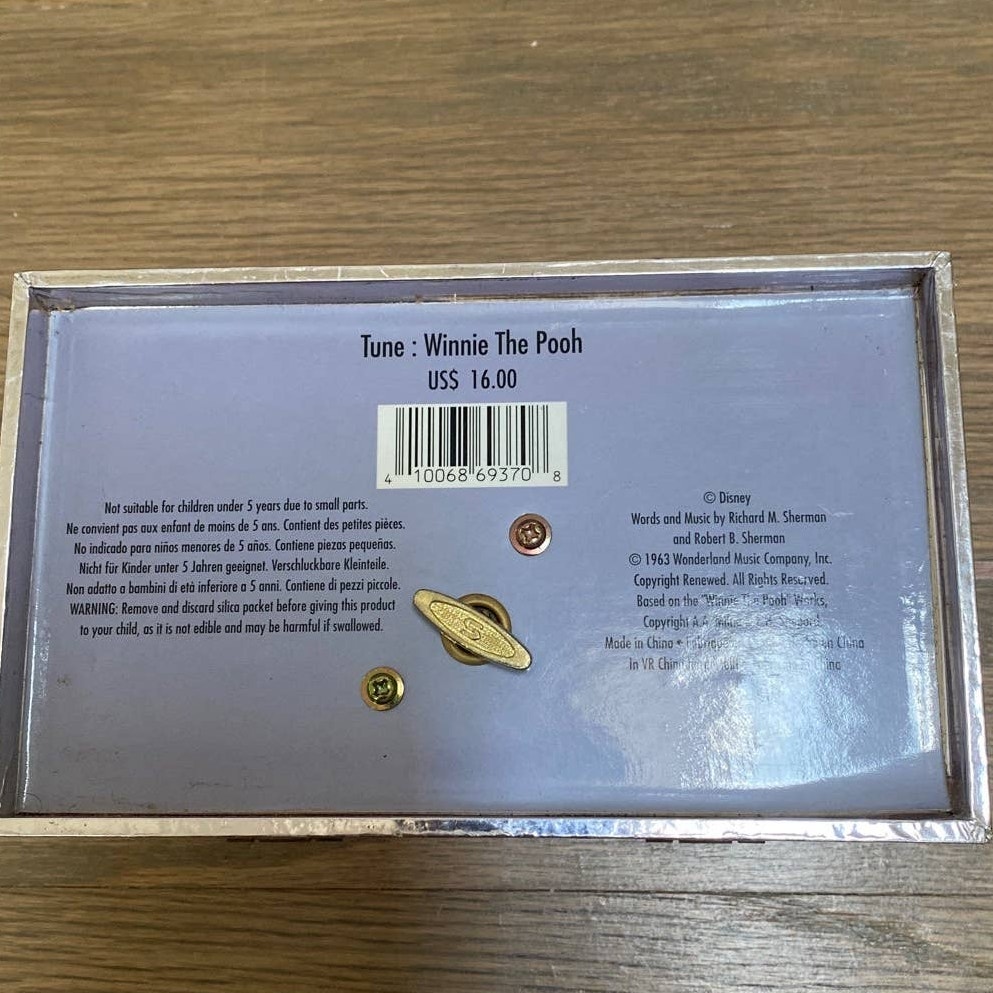 Tune : Winnie The Pooh
US$ 16.00
4 10068 69370 8
Not suitable for children under 5 years due to small parts.
Ne convient pas aux enfant de moins de 5 ans. Contient des petites pièces.
No indicado para niños menores de 5 años. Contiene piezas pequeñas.
Nicht für Kinder unter 5 Jahren geeignet. Verschluckbare Kleinteile.
Non adatto a bambini di età inferiore a 5 anni. Contiene di pezzi piccole.
WARNING: Remove and discard silica packet before giving this product
to your child, as it is not edible and may be harmful if swallowed.
© Disney
Words and Music by Richard M. Sherman
and Robert B. Sherman
© 1963 Wonderland Music Company, Inc.
Copyright Renewed. All Rights Reserved.
Based on the "Winnie The Pooh" Works,
Copyright A.A.
Made in China • en China
In VR China China
S